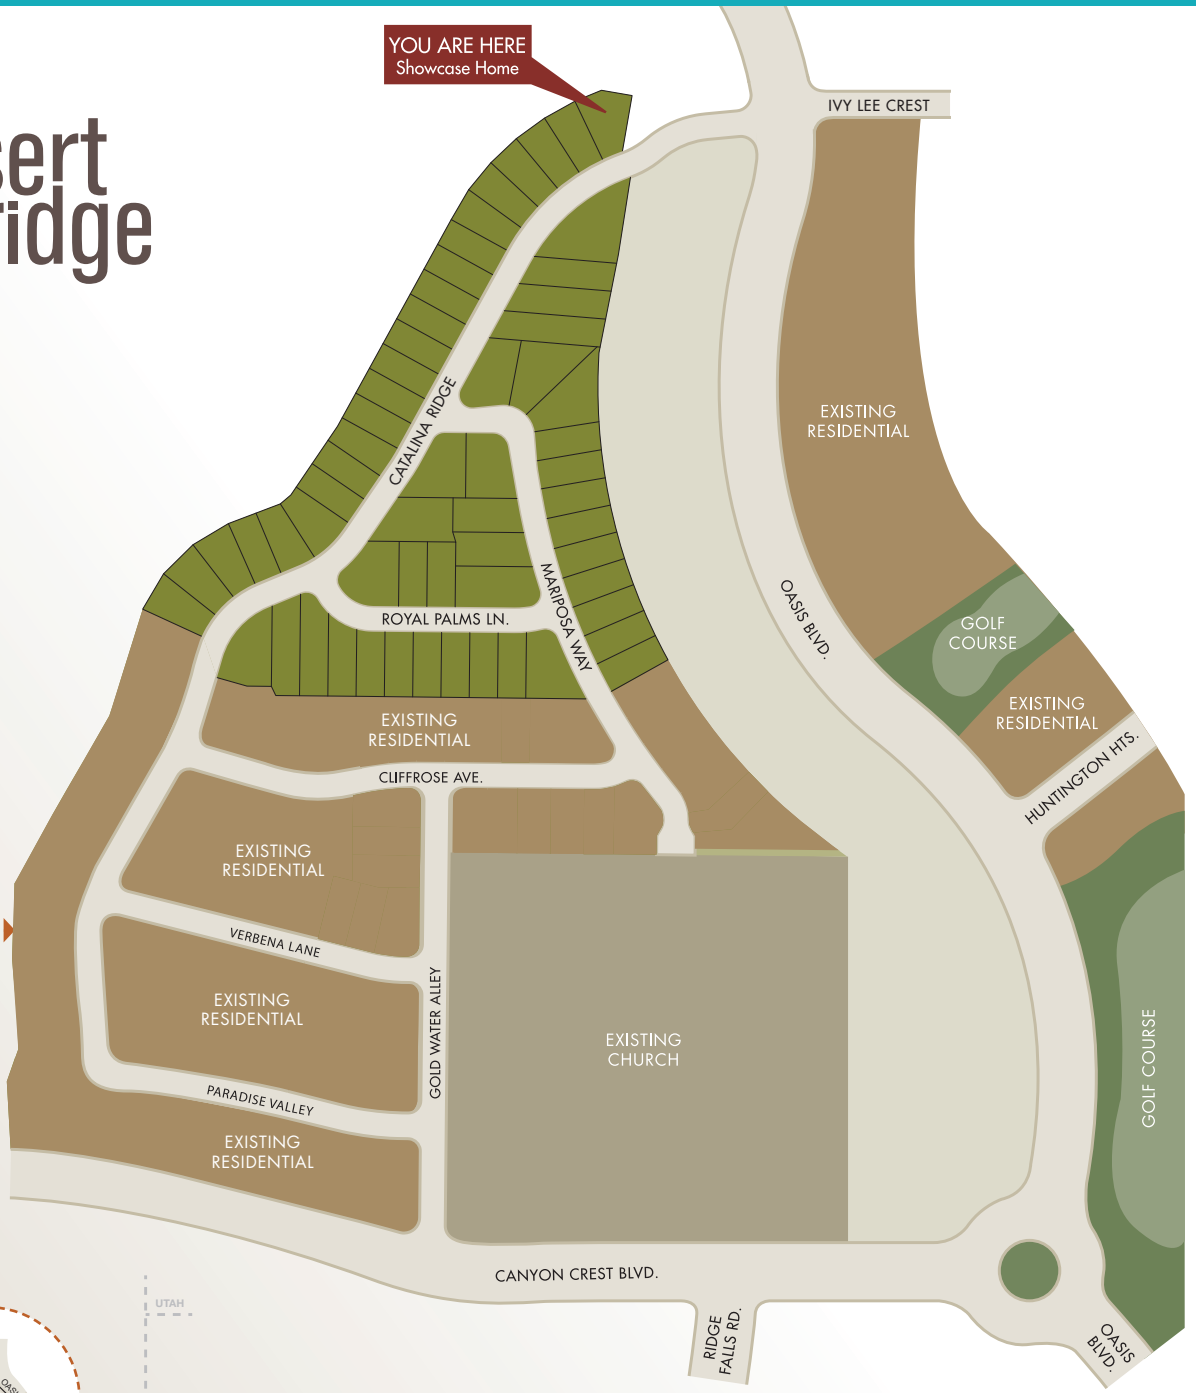 YOU ARE HERE
Showcase Home
IVY LEE CREST
sert
ridge
EXISTING
RESIDENTIAL
CATALINA RIDGE
MARIPOSA WAY
OASIS BLVD.
ROYAL PALMS LN.
GOLF
COURSE
EXISTING
RESIDENTIAL
HUNTINGTON HTS.
EXISTING
RESIDENTIAL
CLIFFROSE AVE.
EXISTING
RESIDENTIAL
VERBENA LANE
GOLD WATER ALLEY
EXISTING
RESIDENTIAL
EXISTING
CHURCH
GOLF COURSE
PARADISE VALLEY
EXISTING
RESIDENTIAL
CANYON CREST BLVD.
UTAH
RIDGE
FALLS RD.
OASIS
BLVD.